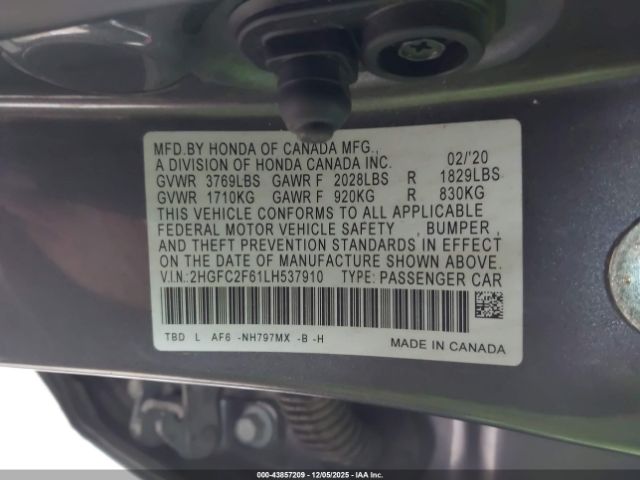 MFD.BY HONDA OF CANADA MFG.,
A DIVISION OF HONDA CANADA INC. 02/'20
GVWR 3769LBS GAWR F 2028LBS R 1829LBS
GVWR 1710KG GAWR F 920KG R 830KG
THIS VEHICLE CONFORMS TO ALL APPLICABLE
FEDERAL MOTOR VEHICLE SAFETY , BUMPER ,
AND THEFT PREVENTION STANDARDS IN EFFECT
ON THE DATE OF MANUFACTURE SHOWN ABOVE.
V.I.N.:2HGFC2F61LH537910 TYPE: PASSENGER CAR
TBD L AF6 -NH797MX -B -H
MADE IN CANADA
000-43857209 - 12/05/2025 - IAA Inc.